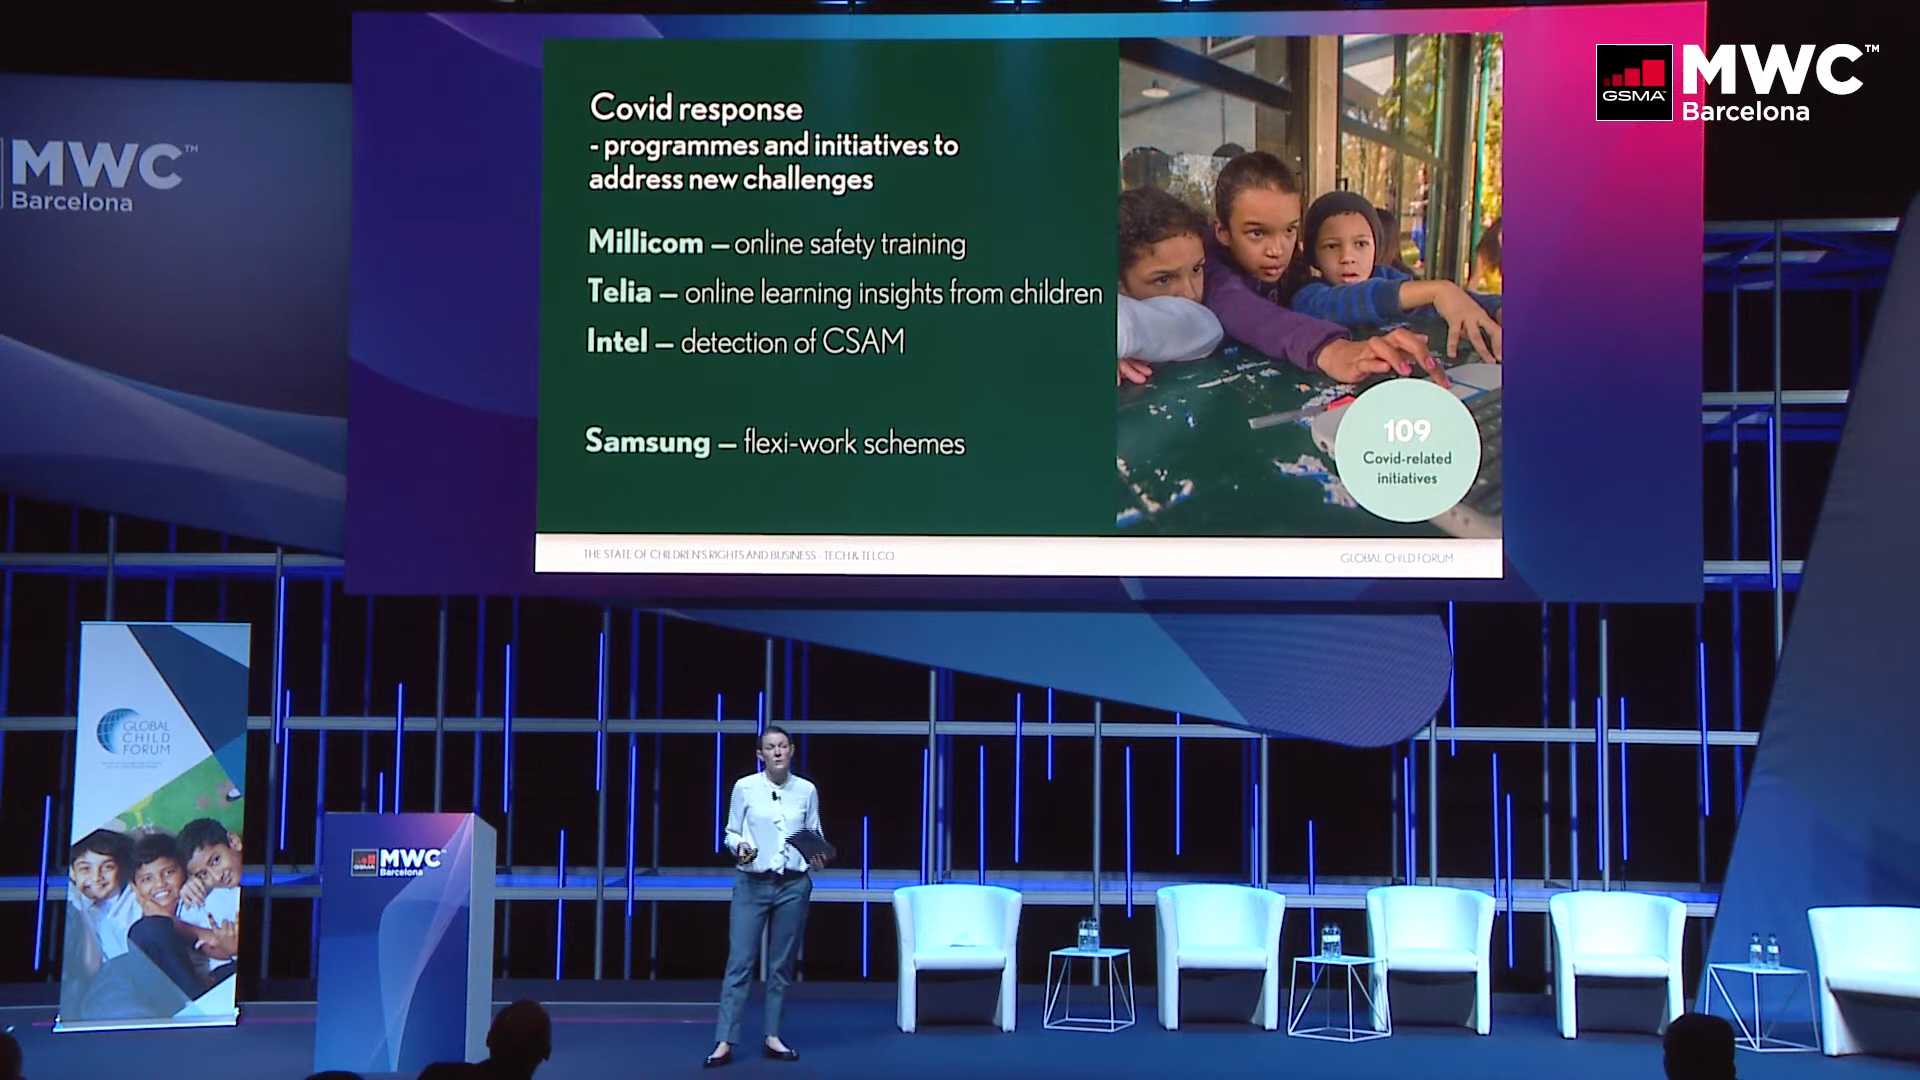 Covid response
- programmes and initiatives to
address new challenges
Millicom – online safety training
Telia – online learning insights from children
Intel – detection of CSAM
Samsung – flexi-work schemes
109
Covid-related
initiatives
THE STATE OF CHILDREN'S RIGHTS AND BUSINESS - TECH & TELCO
GLOBAL CHILD FORUM
GSMA
MWC™
Barcelona
MWC™
Barcelona
GLOBAL
CHILD
FORUM
GSMA
MWC™
Barcelona